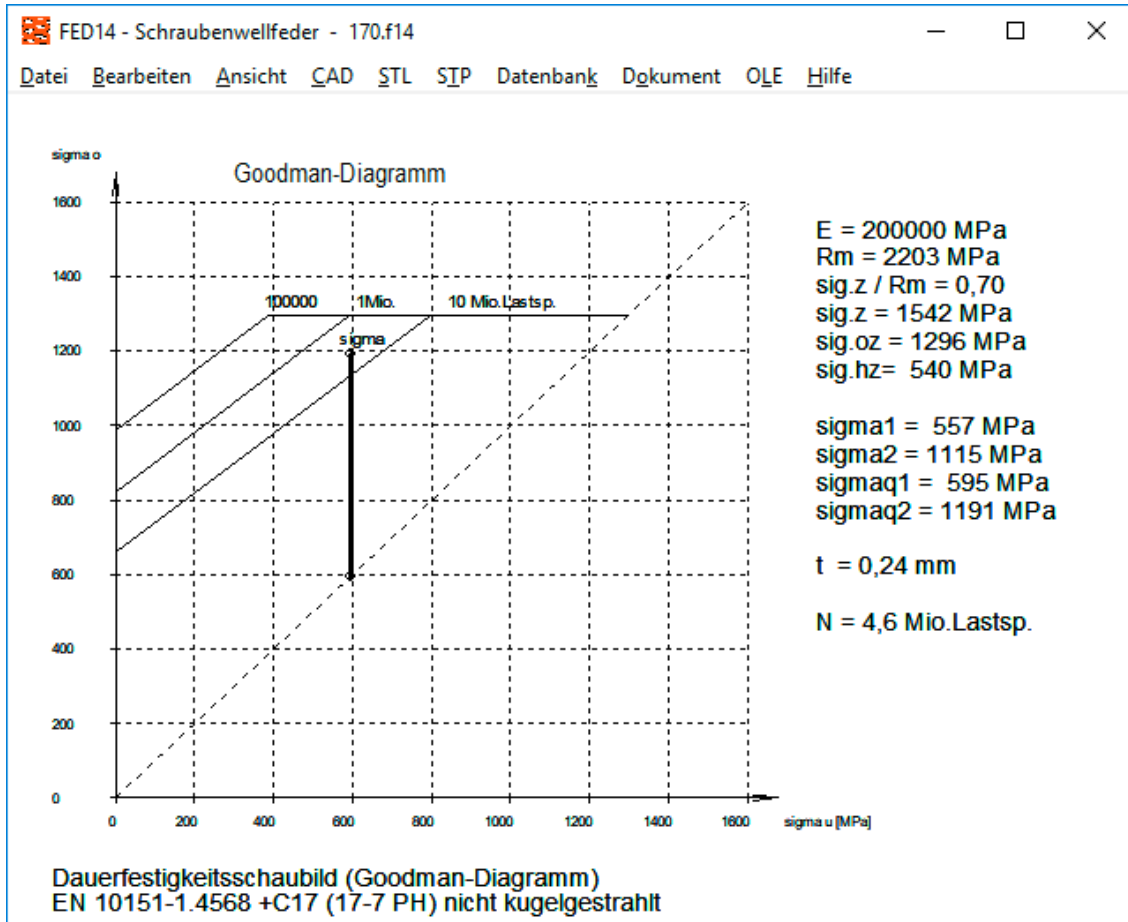 FED14 - Schraubenwellfeder - 170.f14
Datei Bearbeiten Ansicht CAD STL STP Datenbank Dokument OLE Hilfe
sigma o
Goodman-Diagramm
1600
1400
100000 1Mio. 10 Mio.Lastsp.
sigma
1200
1000
800
600
400
200
0
0 200 400 600 800 1000 1200 1400 1600 sigma u [MPa]
E = 200000 MPa
Rm = 2203 MPa
sig.z / Rm = 0,70
sig.z = 1542 MPa
sig.oz = 1296 MPa
sig.hz= 540 MPa
sigma1 = 557 MPa
sigma2 = 1115 MPa
sigmaq1 = 595 MPa
sigmaq2 = 1191 MPa
t = 0,24 mm
N = 4,6 Mio.Lastsp.
Dauerfestigkeitsschaubild (Goodman-Diagramm)
EN 10151-1.4568 +C17 (17-7 PH) nicht kugelgestrahlt